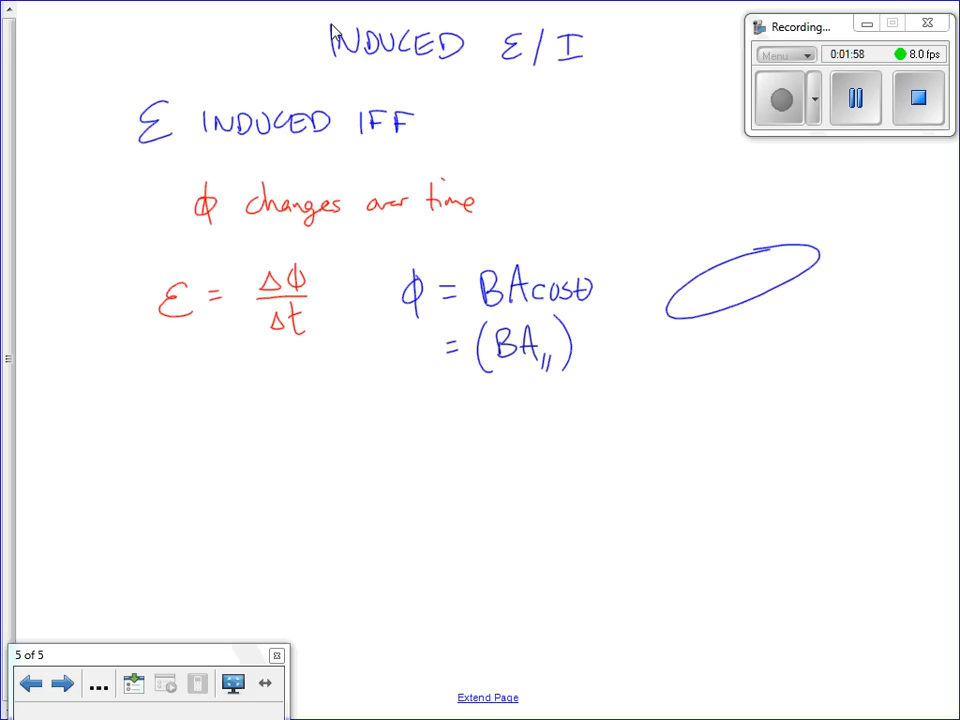 INDUCED ε/I
Recording...
Menu
0:01:58
8.0 fps
ε INDUCED IFF
ϕ changes over time
ε = Δϕ/Δt
ϕ = BAcosθ
= (BA||)
5 of 5
...
Extend Page